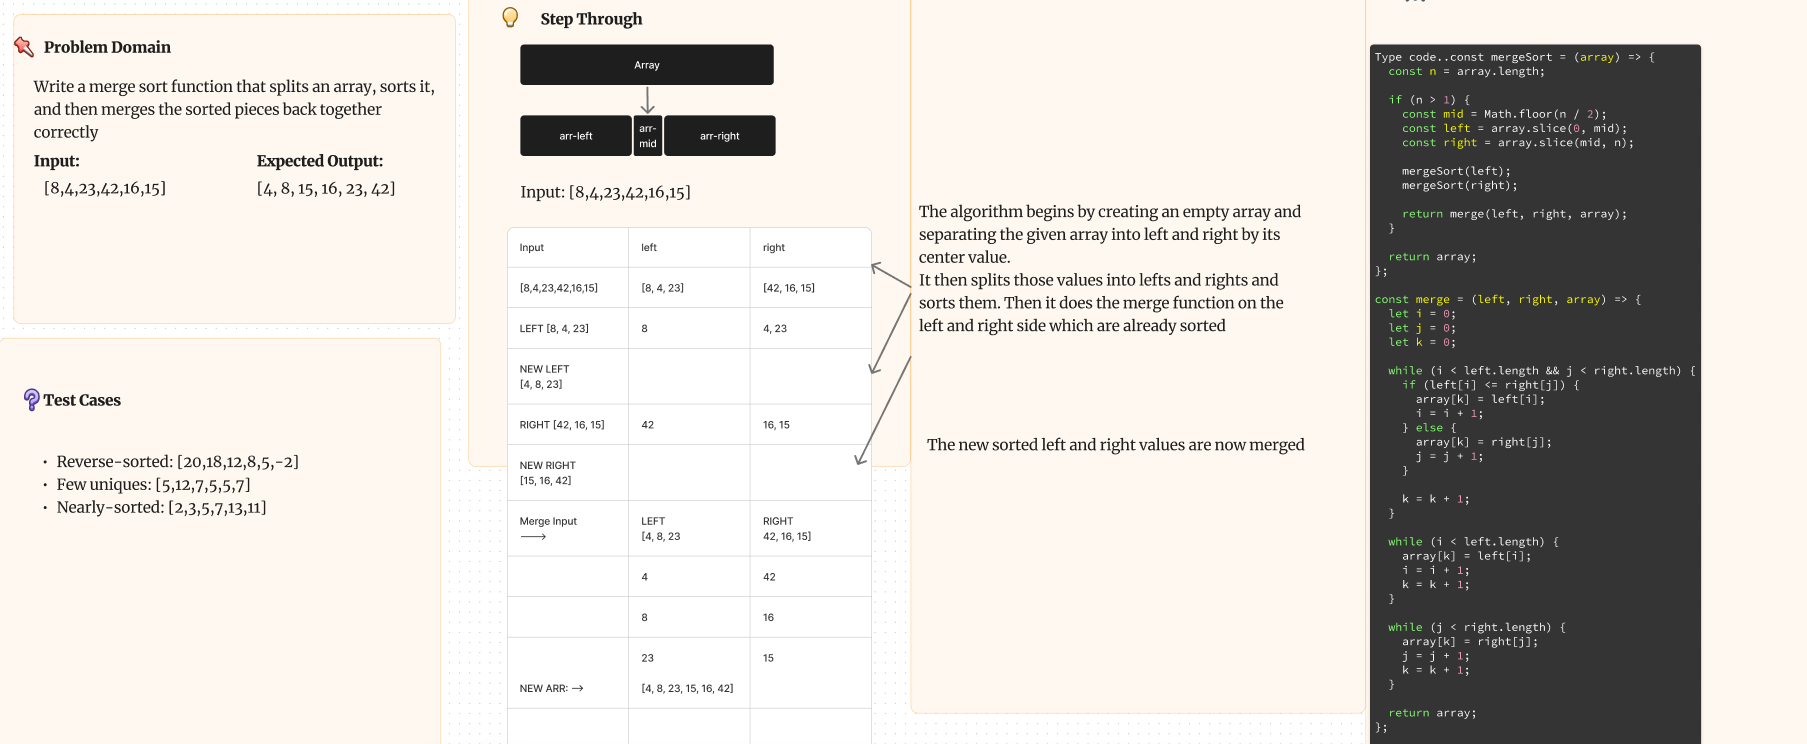 Problem Domain
Write a merge sort function that splits an array, sorts it,
and then merges the sorted pieces back together
correctly
Input:
Expected Output:
[8,4,23,42,16,15]
[4, 8, 15, 16, 23, 42]
Test Cases
• Reverse-sorted: [20,18,12,8,5,-2]
• Few uniques: [5,12,7,5,5,7]
• Nearly-sorted: [2,3,5,7,13,11]
Step Through
Array
arr-left
arr-
mid
arr-right
Input: [8,4,23,42,16,15]
Input
left
right
[8,4,23,42,16,15]
[8, 4, 23]
[42, 16, 15]
LEFT [8, 4, 23]
8
4, 23
NEW LEFT
[4, 8, 23]
RIGHT [42, 16, 15]
42
16, 15
NEW RIGHT
[15, 16, 42]
Merge Input
LEFT
[4, 8, 23
RIGHT
42, 16, 15]
4
42
8
16
23
15
NEW ARR: →
[4, 8, 23, 15, 16, 42]
The algorithm begins by creating an empty array and
separating the given array into left and right by its
center value.
It then splits those values into lefts and rights and
sorts them. Then it does the merge function on the
left and right side which are already sorted
The new sorted left and right values are now merged
Type code..const mergeSort = (array) => {
const n = array.length;
if (n > 1) {
const mid = Math.floor(n / 2);
const left = array.slice(0, mid);
const right = array.slice(mid, n);
mergeSort(left);
mergeSort(right);
return merge(left, right, array);
}
return array;
};
const merge = (left, right, array) => {
let i = 0;
let j = 0;
let k = 0;
while (i < left.length && j < right.length) {
if (left[i] <= right[j]) {
array[k] = left[i];
i = i + 1;
} else {
array[k] = right[j];
j = j + 1;
}
k = k + 1;
}
while (i < left.length) {
array[k] = left[i];
i = i + 1;
k = k + 1;
}
while (j < right.length) {
array[k] = right[j];
j = j + 1;
k = k + 1;
}
return array;
};